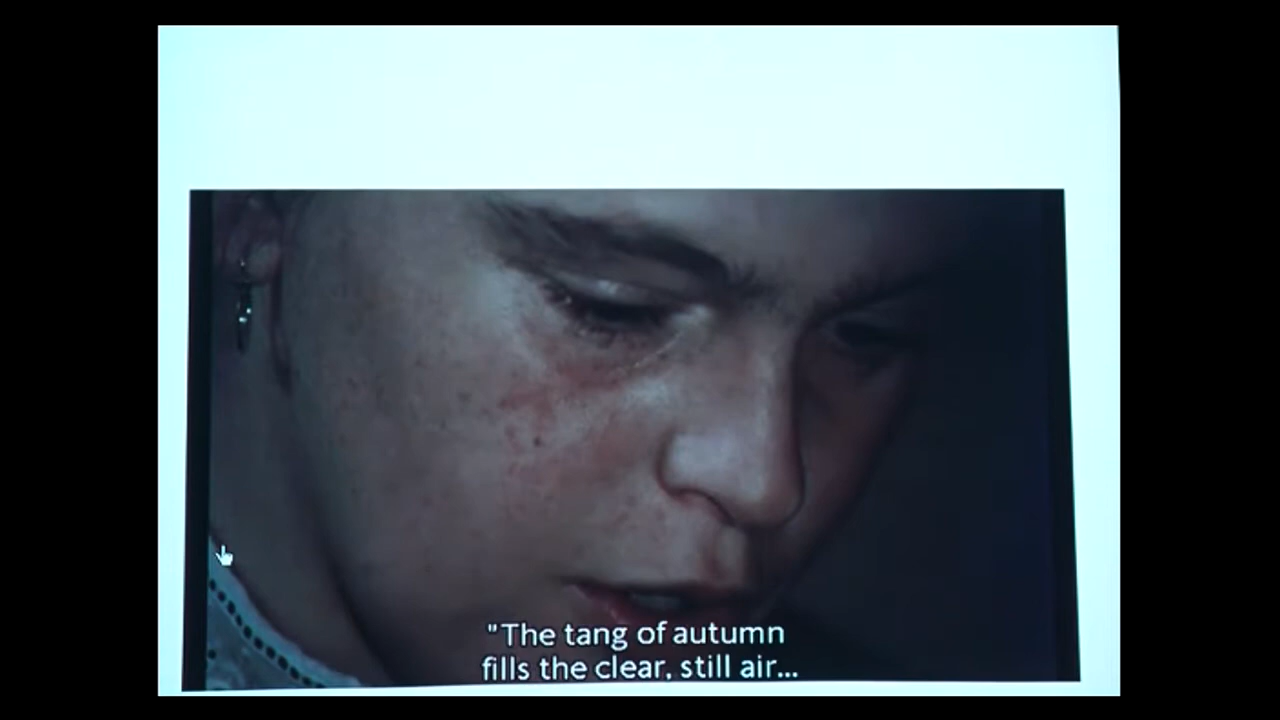 "The tang of autumn
fills the clear, still air...